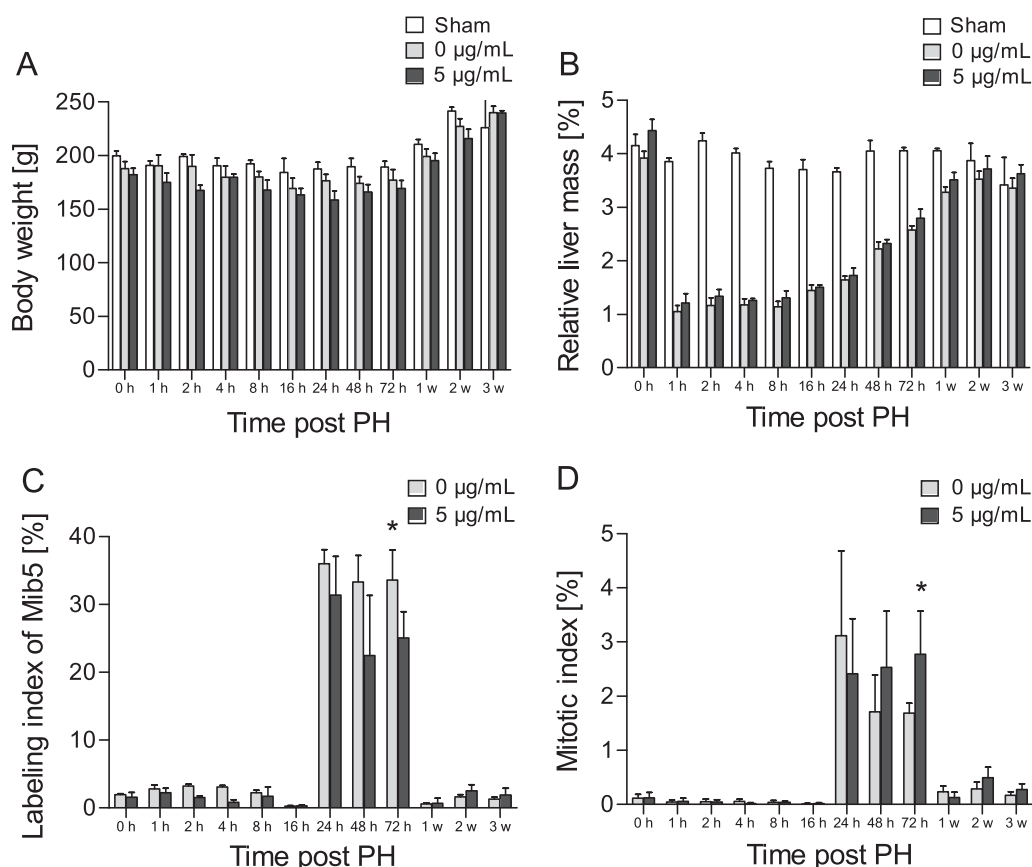 A
Sham
0 µg/mL
5 µg/mL
Body weight [g]
250
200
150
100
50
0
0 h 1 h 2 h 4 h 8 h 16 h 24 h 48 h 72 h 1 w 2 w 3 w
Time post PH
B
Sham
0 µg/mL
5 µg/mL
Relative liver mass [%]
5
4
3
2
1
0
0 h 1 h 2 h 4 h 8 h 16 h 24 h 48 h 72 h 1 w 2 w 3 w
Time post PH
C
0 µg/mL
5 µg/mL
Labeling index of Mib5 [%]
40
30
20
10
0
*
0 h 1 h 2 h 4 h 8 h 16 h 24 h 48 h 72 h 1 w 2 w 3 w
Time post PH
D
0 µg/mL
5 µg/mL
Mitotic index [%]
5
4
3
2
1
0
*
0 h 1 h 2 h 4 h 8 h 16 h 24 h 48 h 72 h 1 w 2 w 3 w
Time post PH